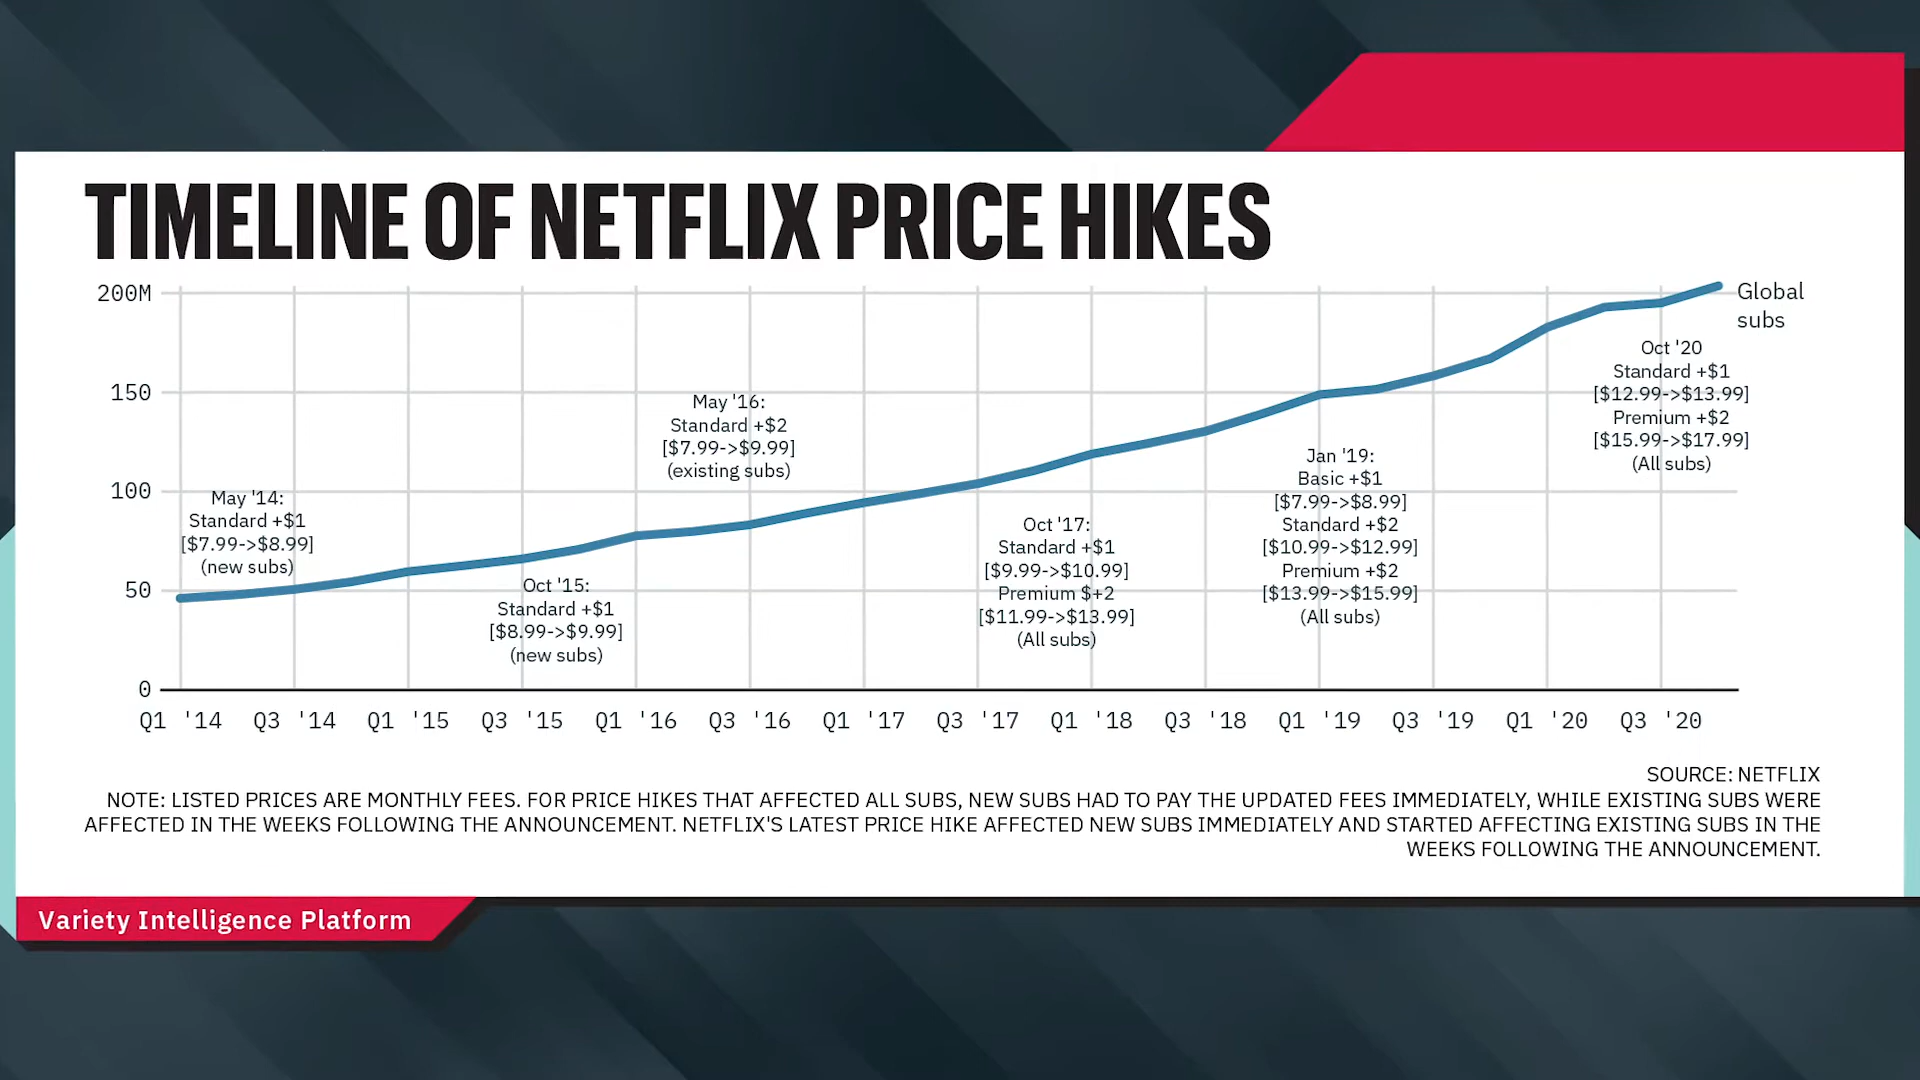 TIMELINE OF NETFLIX PRICE HIKES
200M
150
100
50
0
Global
subs
May '14:
Standard +$1
[$7.99->$8.99]
(new subs)
Oct '15:
Standard +$1
[$8.99->$9.99]
(new subs)
May '16:
Standard +$2
[$7.99->$9.99]
(existing subs)
Oct '17:
Standard +$1
[$9.99->$10.99]
Premium $+2
[$11.99->$13.99]
(All subs)
Jan '19:
Basic +$1
[$7.99->$8.99]
Standard +$2
[$10.99->$12.99]
Premium +$2
[$13.99->$15.99]
(All subs)
Oct '20
Standard +$1
[$12.99->$13.99]
Premium +$2
[$15.99->$17.99]
(All subs)
Q1 '14 Q3 '14 Q1 '15 Q3 '15 Q1 '16 Q3 '16 Q1 '17 Q3 '17 Q1 '18 Q3 '18 Q1 '19 Q3 '19 Q1 '20 Q3 '20
SOURCE: NETFLIX
NOTE: LISTED PRICES ARE MONTHLY FEES. FOR PRICE HIKES THAT AFFECTED ALL SUBS, NEW SUBS HAD TO PAY THE UPDATED FEES IMMEDIATELY, WHILE EXISTING SUBS WERE
AFFECTED IN THE WEEKS FOLLOWING THE ANNOUNCEMENT. NETFLIX'S LATEST PRICE HIKE AFFECTED NEW SUBS IMMEDIATELY AND STARTED AFFECTING EXISTING SUBS IN THE
WEEKS FOLLOWING THE ANNOUNCEMENT.
Variety Intelligence Platform